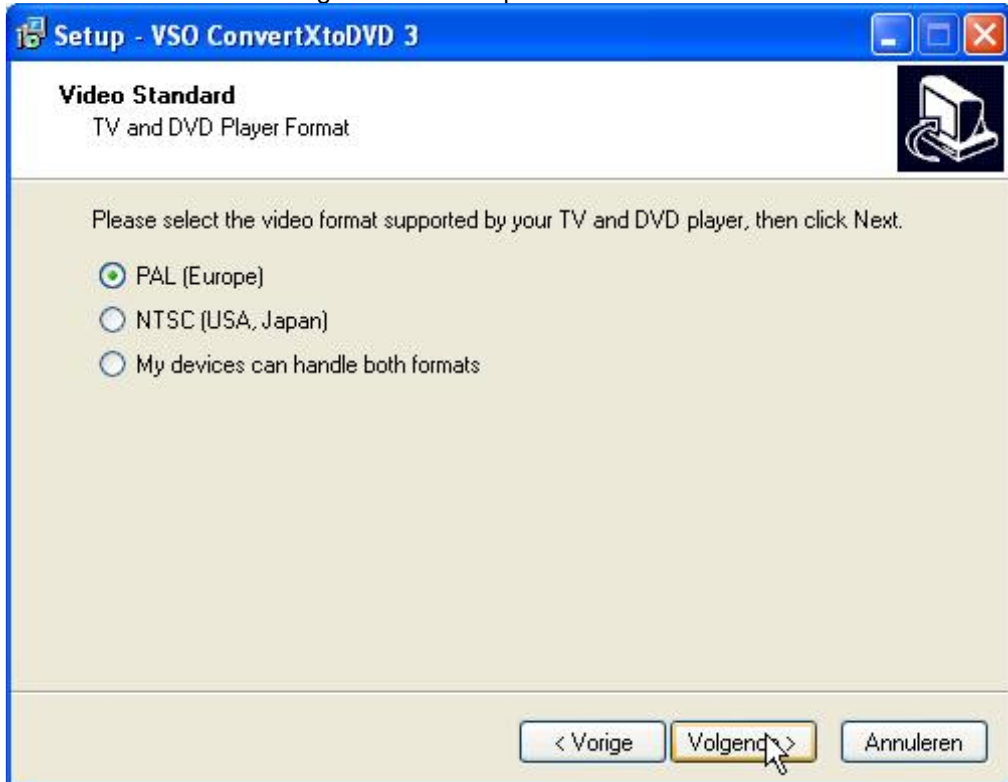 Setup - VSO ConvertXtoDVD 3
Video Standard
TV and DVD Player Format
Please select the video format supported by your TV and DVD player, then click Next.
PAL (Europe)
NTSC (USA, Japan)
My devices can handle both formats
< Vorige Volgende > Annuleren